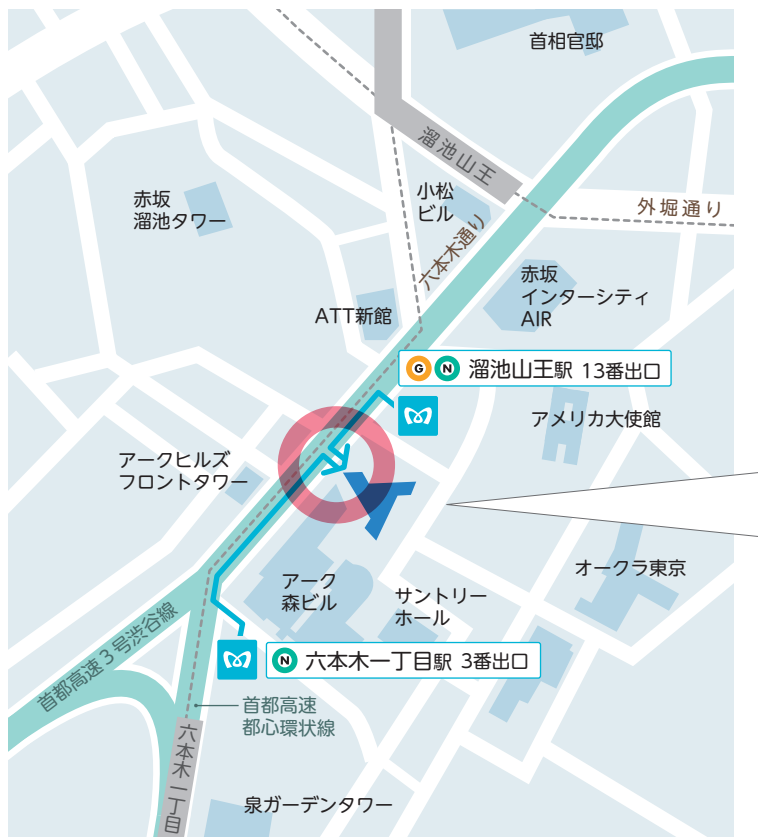 首相官邸
溜池山王
小松
ビル
外堀通り
赤坂
溜池タワー
六本木通り
赤坂
インターシティ
AIR
ATT新館
G N 溜池山王駅 13番出口
アメリカ大使館
アークヒルズ
フロントタワー
オークラ東京
アーク
森ビル
サントリー
ホール
N 六本木一丁目駅 3番出口
首都高速3号渋谷線
首都高速
都心環状線
六本木一丁目
泉ガーデンタワー